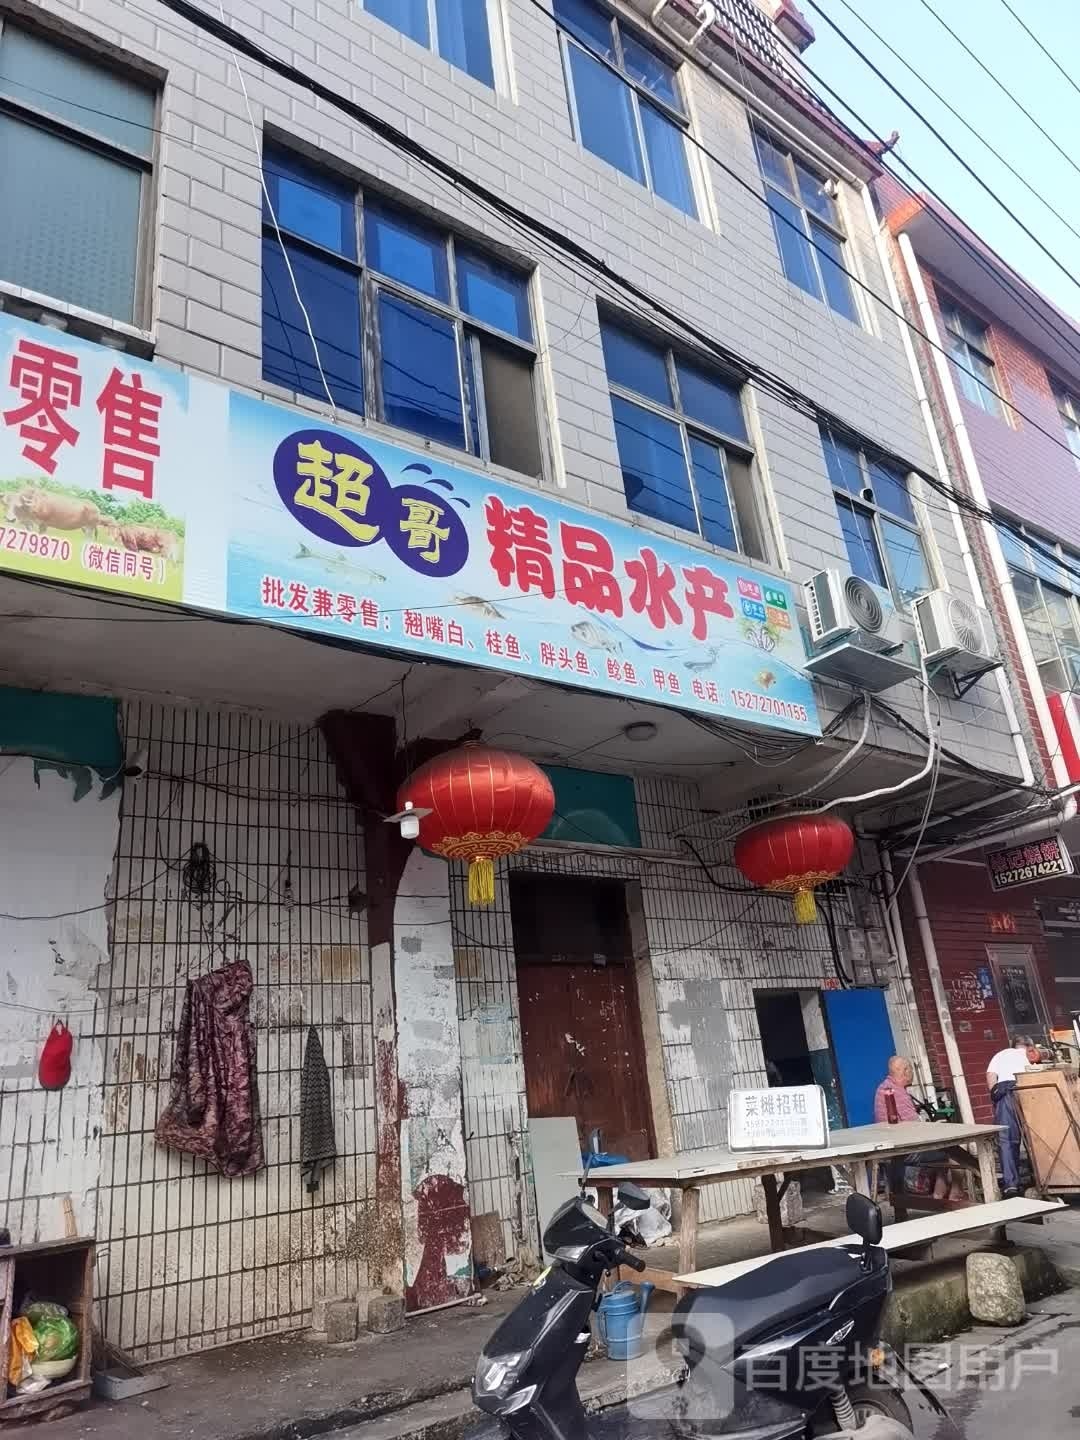 零售
7279870（微信同号）
超哥 精品水产
批发兼零售：翘嘴白、桂鱼、胖头鱼、鲶鱼、甲鱼 电话：15272701155
15272674221
菜摊招租
百度地图用户